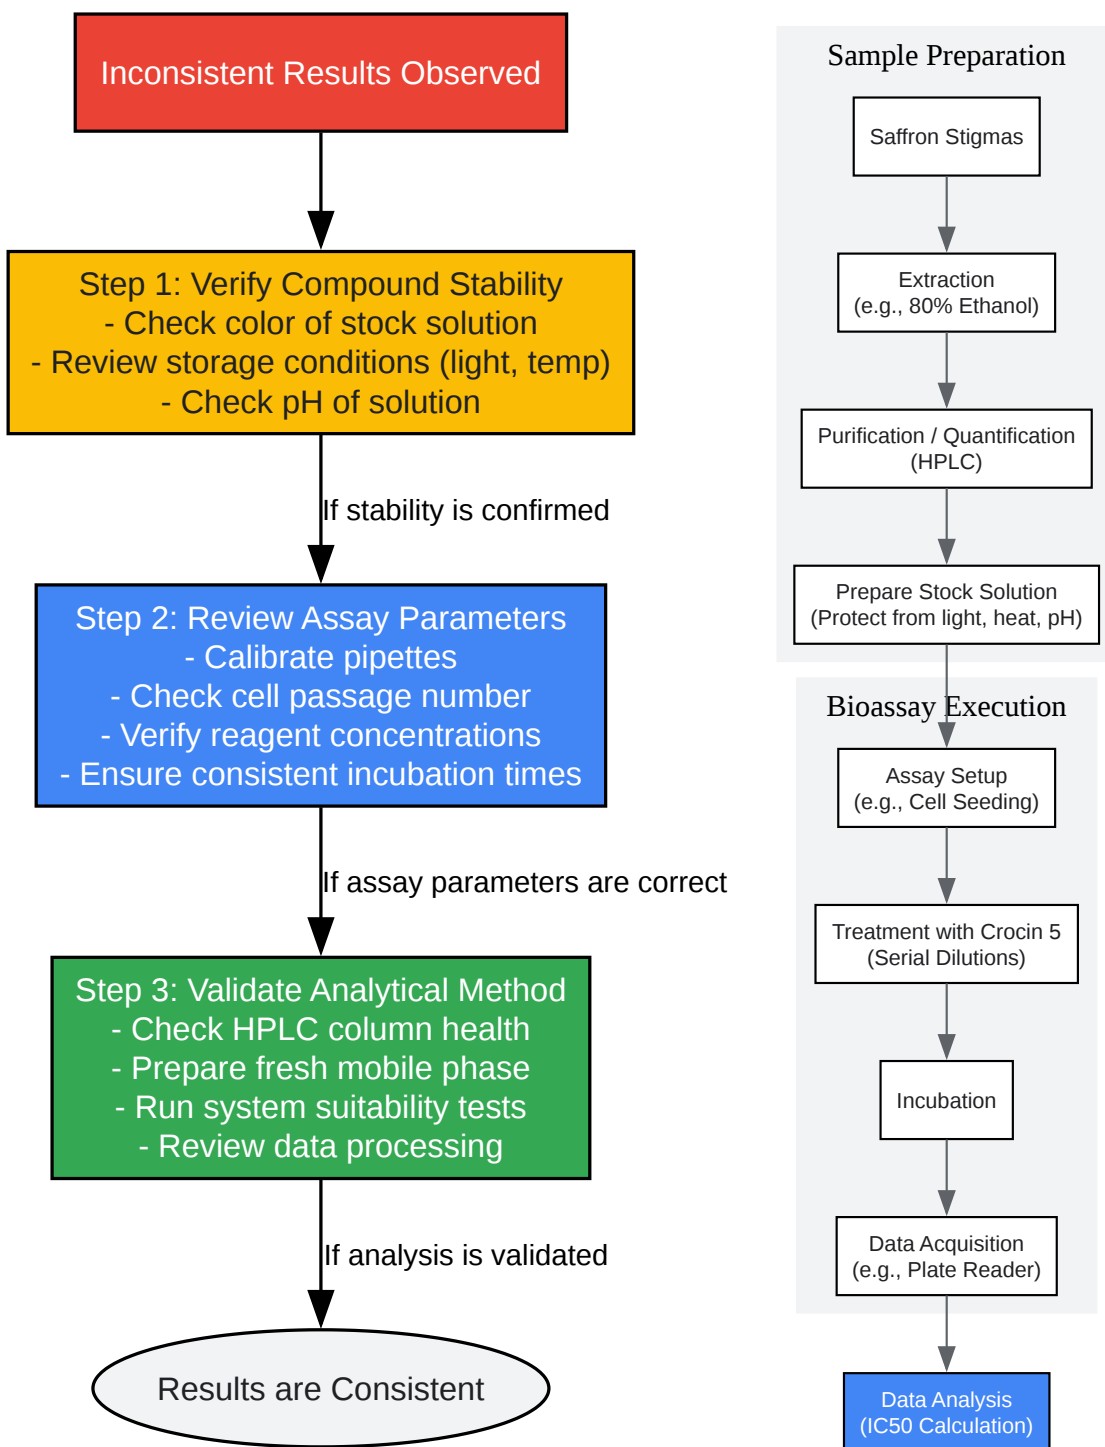 Inconsistent Results Observed
Step 1: Verify Compound Stability
- Check color of stock solution
- Review storage conditions (light, temp)
- Check pH of solution
If stability is confirmed
Step 2: Review Assay Parameters
- Calibrate pipettes
- Check cell passage number
- Verify reagent concentrations
- Ensure consistent incubation times
If assay parameters are correct
Step 3: Validate Analytical Method
- Check HPLC column health
- Prepare fresh mobile phase
- Run system suitability tests
- Review data processing
If analysis is validated
Results are Consistent
Sample Preparation
Saffron Stigmas
Extraction
(e.g., 80% Ethanol)
Purification / Quantification
(HPLC)
Prepare Stock Solution
(Protect from light, heat, pH)
Bioassay Execution
Assay Setup
(e.g., Cell Seeding)
Treatment with Crocin 5
(Serial Dilutions)
Incubation
Data Acquisition
(e.g., Plate Reader)
Data Analysis
(IC50 Calculation)